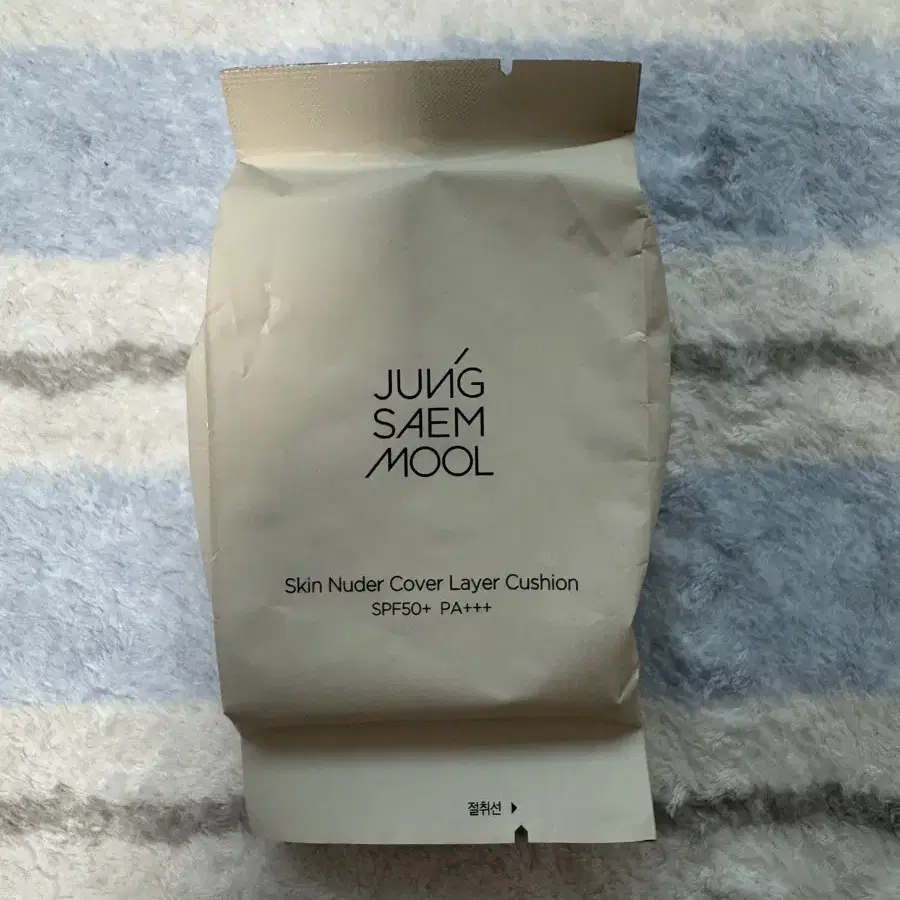 JUNG
SAEM
MOOL
Skin Nuder Cover Layer Cushion
SPF50+ PA+++
절취선